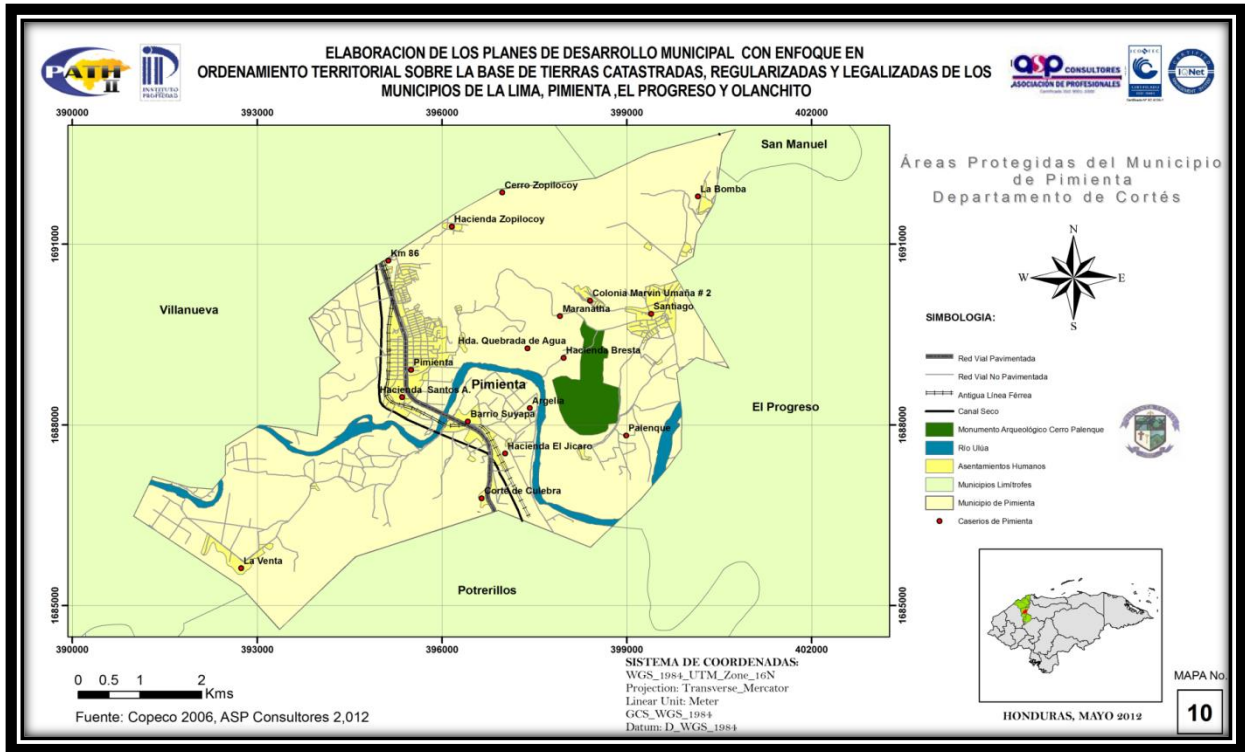 PATH
II
IP
INSTITUTO
PROPIEDAD
ELABORACION DE LOS PLANES DE DESARROLLO MUNICIPAL CON ENFOQUE EN
ORDENAMIENTO TERRITORIAL SOBRE LA BASE DE TIERRAS CATASTRADAS, REGULARIZADAS Y LEGALIZADAS DE LOS
MUNICIPIOS DE LA LIMA, PIMIENTA ,EL PROGRESO Y OLANCHITO
asp CONSULTORES
ASOCIACIÓN DE PROFESIONALES
IQNet
390000
393000
396000
399000
402000
San Manuel
Cerro Zopilocoy
La Bomba
Hacienda Zopilocoy
1691000
1691000
Km 86
Villanueva
Colonia Marvin Umaña # 2
Santiago
Maranatha
Hda. Quebrada de Agua
Hacienda Bresta
Pimienta
Pimienta
Hacienda Santos A.
Argelia
El Progreso
Barrio Suyapa
1688000
1688000
Palenque
Hacienda El Jicaro
Corte de Culebra
La Venta
Potrerillos
1685000
1685000
390000
393000
396000
399000
402000
Áreas Protegidas del Municipio
de Pimienta
Departamento de Cortés
N
W
E
S
SIMBOLOGIA:
Red Vial Pavimentada
Red Vial No Pavimentada
Antigua Línea Férrea
Canal Seco
Monumento Arqueológico Cerro Palenque
Río Ulúa
Asentamientos Humanos
Municipios Limítrofes
Municipio de Pimienta
Caserios de Pimienta
0 0.5 1 2
Kms
Fuente: Copeco 2006, ASP Consultores 2,012
SISTEMA DE COORDENADAS:
WGS_1984_UTM_Zone_16N
Projection: Transverse_Mercator
Linear Unit: Meter
GCS_WGS_1984
Datum: D_WGS_1984
HONDURAS, MAYO 2012
MAPA No.
10